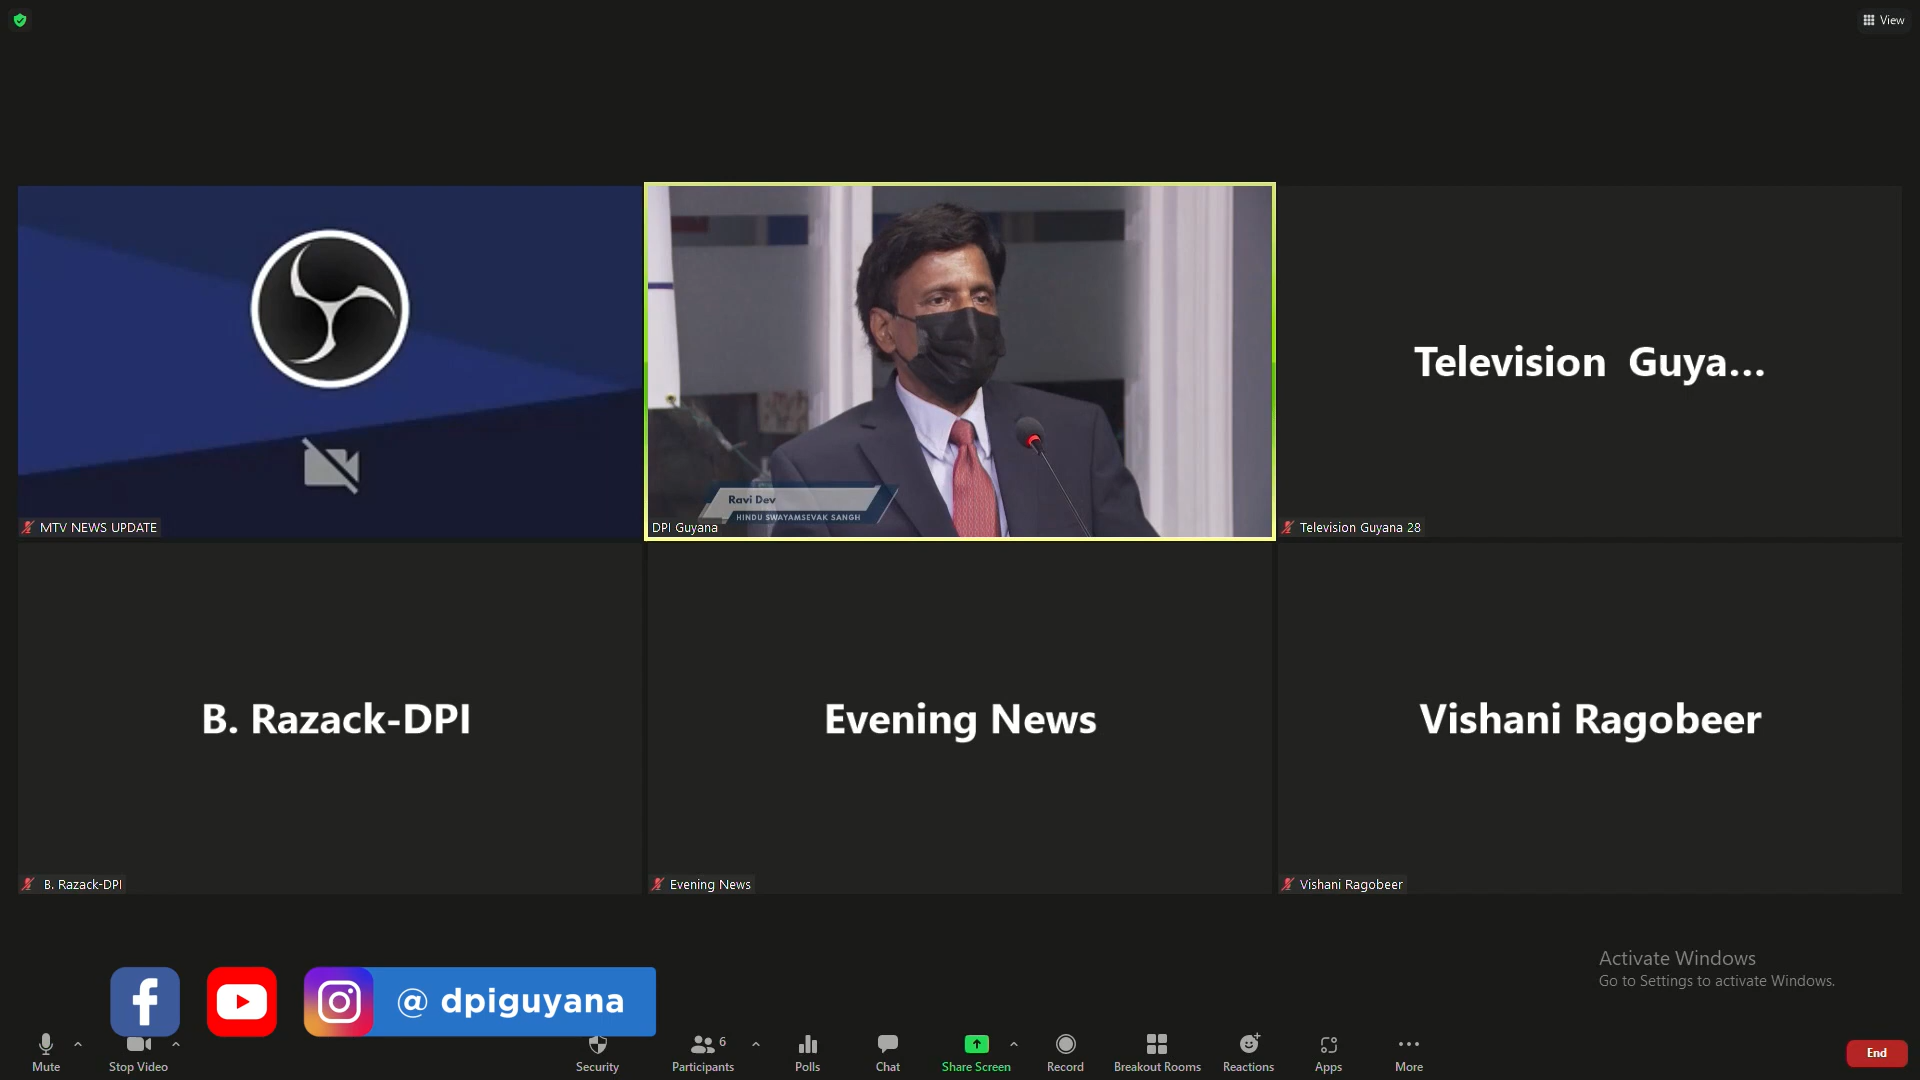 View
Television Guya...
Ravi Dev
HINDU SWAYAMSEVAK SANGH
MTV NEWS UPDATE
DPI Guyana
Television Guyana 28
B. Razack-DPI
Evening News
Vishani Ragobeer
B. Razack-DPI
Evening News
Vishani Ragobeer
Activate Windows
Go to Settings to activate Windows.
@ dpiguyana
Mute
Stop Video
Security
6
Participants
Polls
Chat
Share Screen
Record
Breakout Rooms
Reactions
Apps
More
End